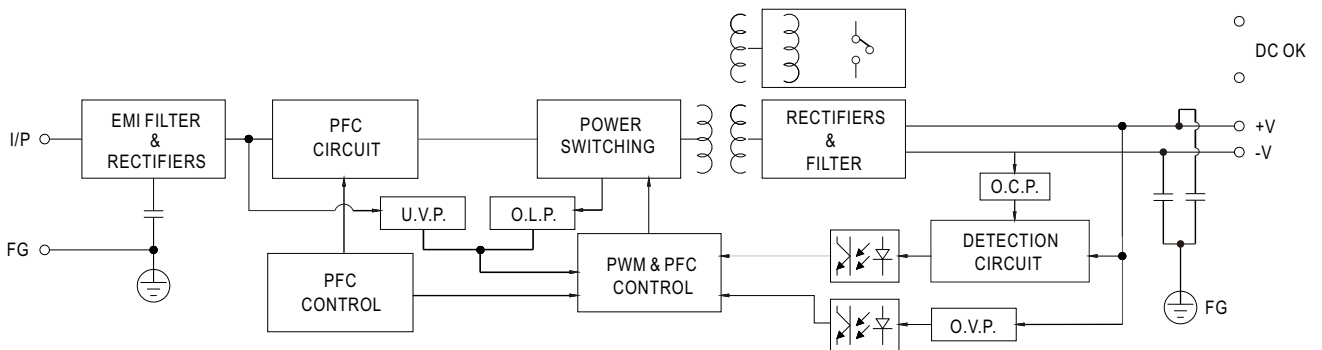 DC OK
I/P
EMI FILTER
&
RECTIFIERS
PFC
CIRCUIT
POWER
SWITCHING
RECTIFIERS
&
FILTER
+V
-V
U.V.P.
O.L.P.
O.C.P.
FG
PFC
CONTROL
PWM & PFC
CONTROL
DETECTION
CIRCUIT
O.V.P.
FG